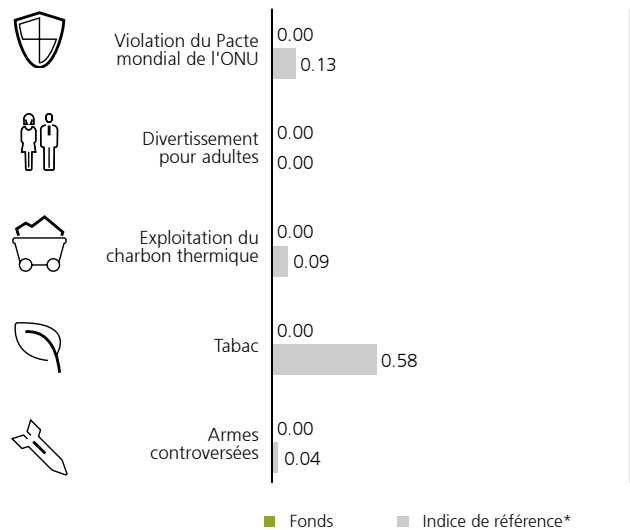 Violation du Pacte
mondial de l'ONU
0.00
0.13
Divertissement
pour adultes
0.00
0.00
Exploitation du
charbon thermique
0.00
0.09
Tabac
0.00
0.58
Armes
controversées
0.00
0.04
Fonds
Indice de référence*